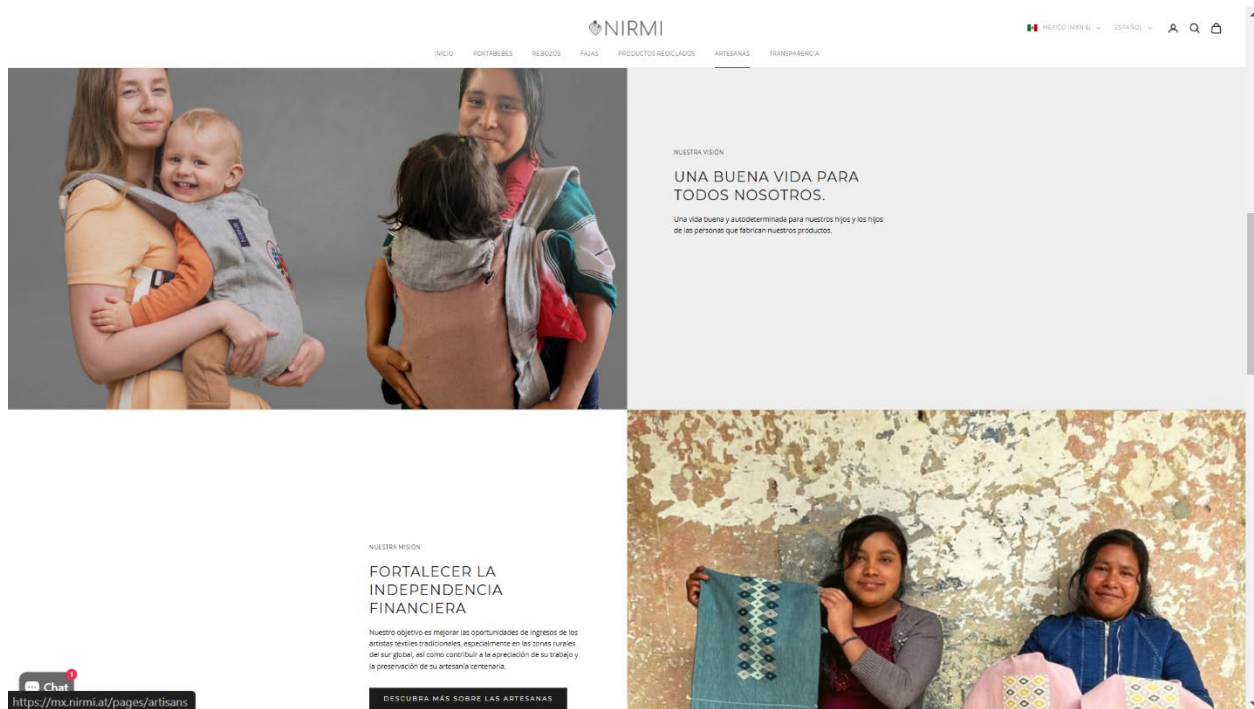 NIRMI
MÉXICO (MXN $)
ESPAÑOL
INICIO PORTABEBES REBOZOS FAJAS PRODUCTOS RECICLADOS ARTESANAS TRANSPARENCIA
NUESTRA VISIÓN
UNA BUENA VIDA PARA
TODOS NOSOTROS.
Una vida buena y autodeterminada para nuestros hijos y los hijos
de las personas que fabrican nuestros productos.
NUESTRA MISIÓN
FORTALECER LA
INDEPENDENCIA
FINANCIERA
Nuestro objetivo es mejorar las oportunidades de ingresos de los
artistas textiles tradicionales, especialmente en las zonas rurales
del sur global, así como contribuir a la apreciación de su trabajo y
la preservación de su artesanía centenaria.
DESCUBRA MÁS SOBRE LAS ARTESANAS
Chat
1
https://mx.nirmi.at/pages/artisans